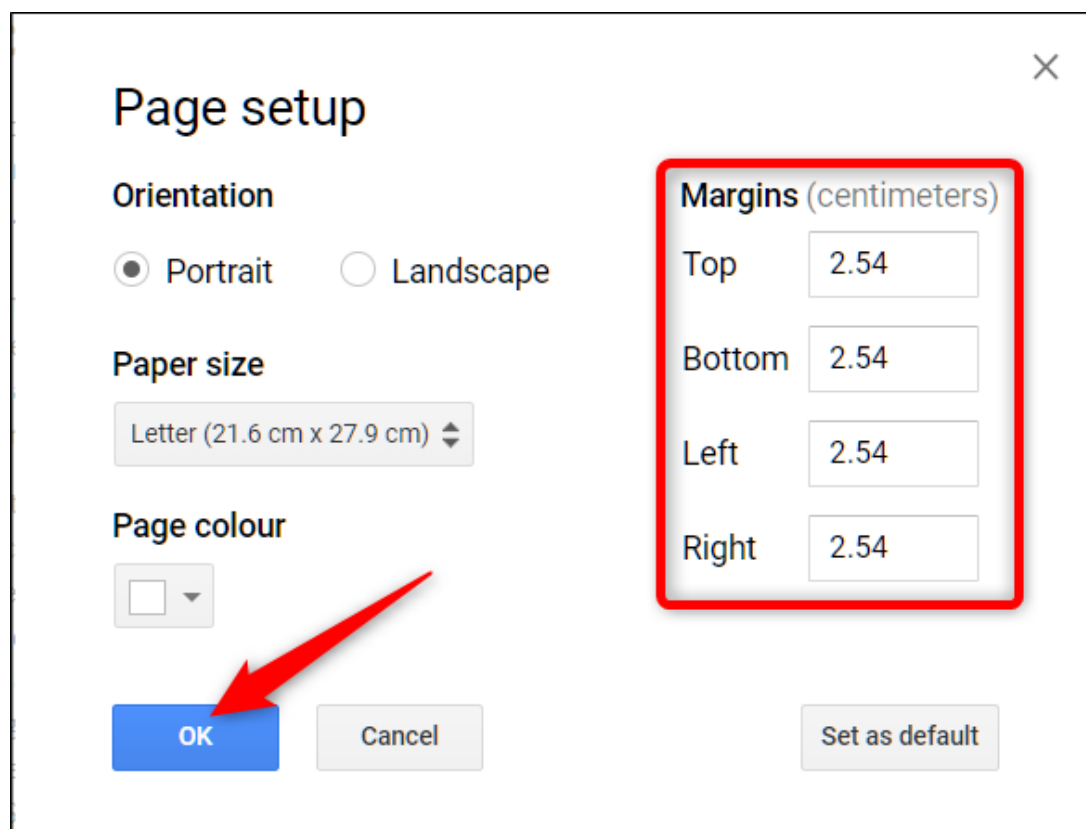 Page setup
Orientation
Portrait
Landscape
Paper size
Letter (21.6 cm x 27.9 cm)
Page colour
Margins (centimeters)
Top 2.54
Bottom 2.54
Left 2.54
Right 2.54
OK
Cancel
Set as default